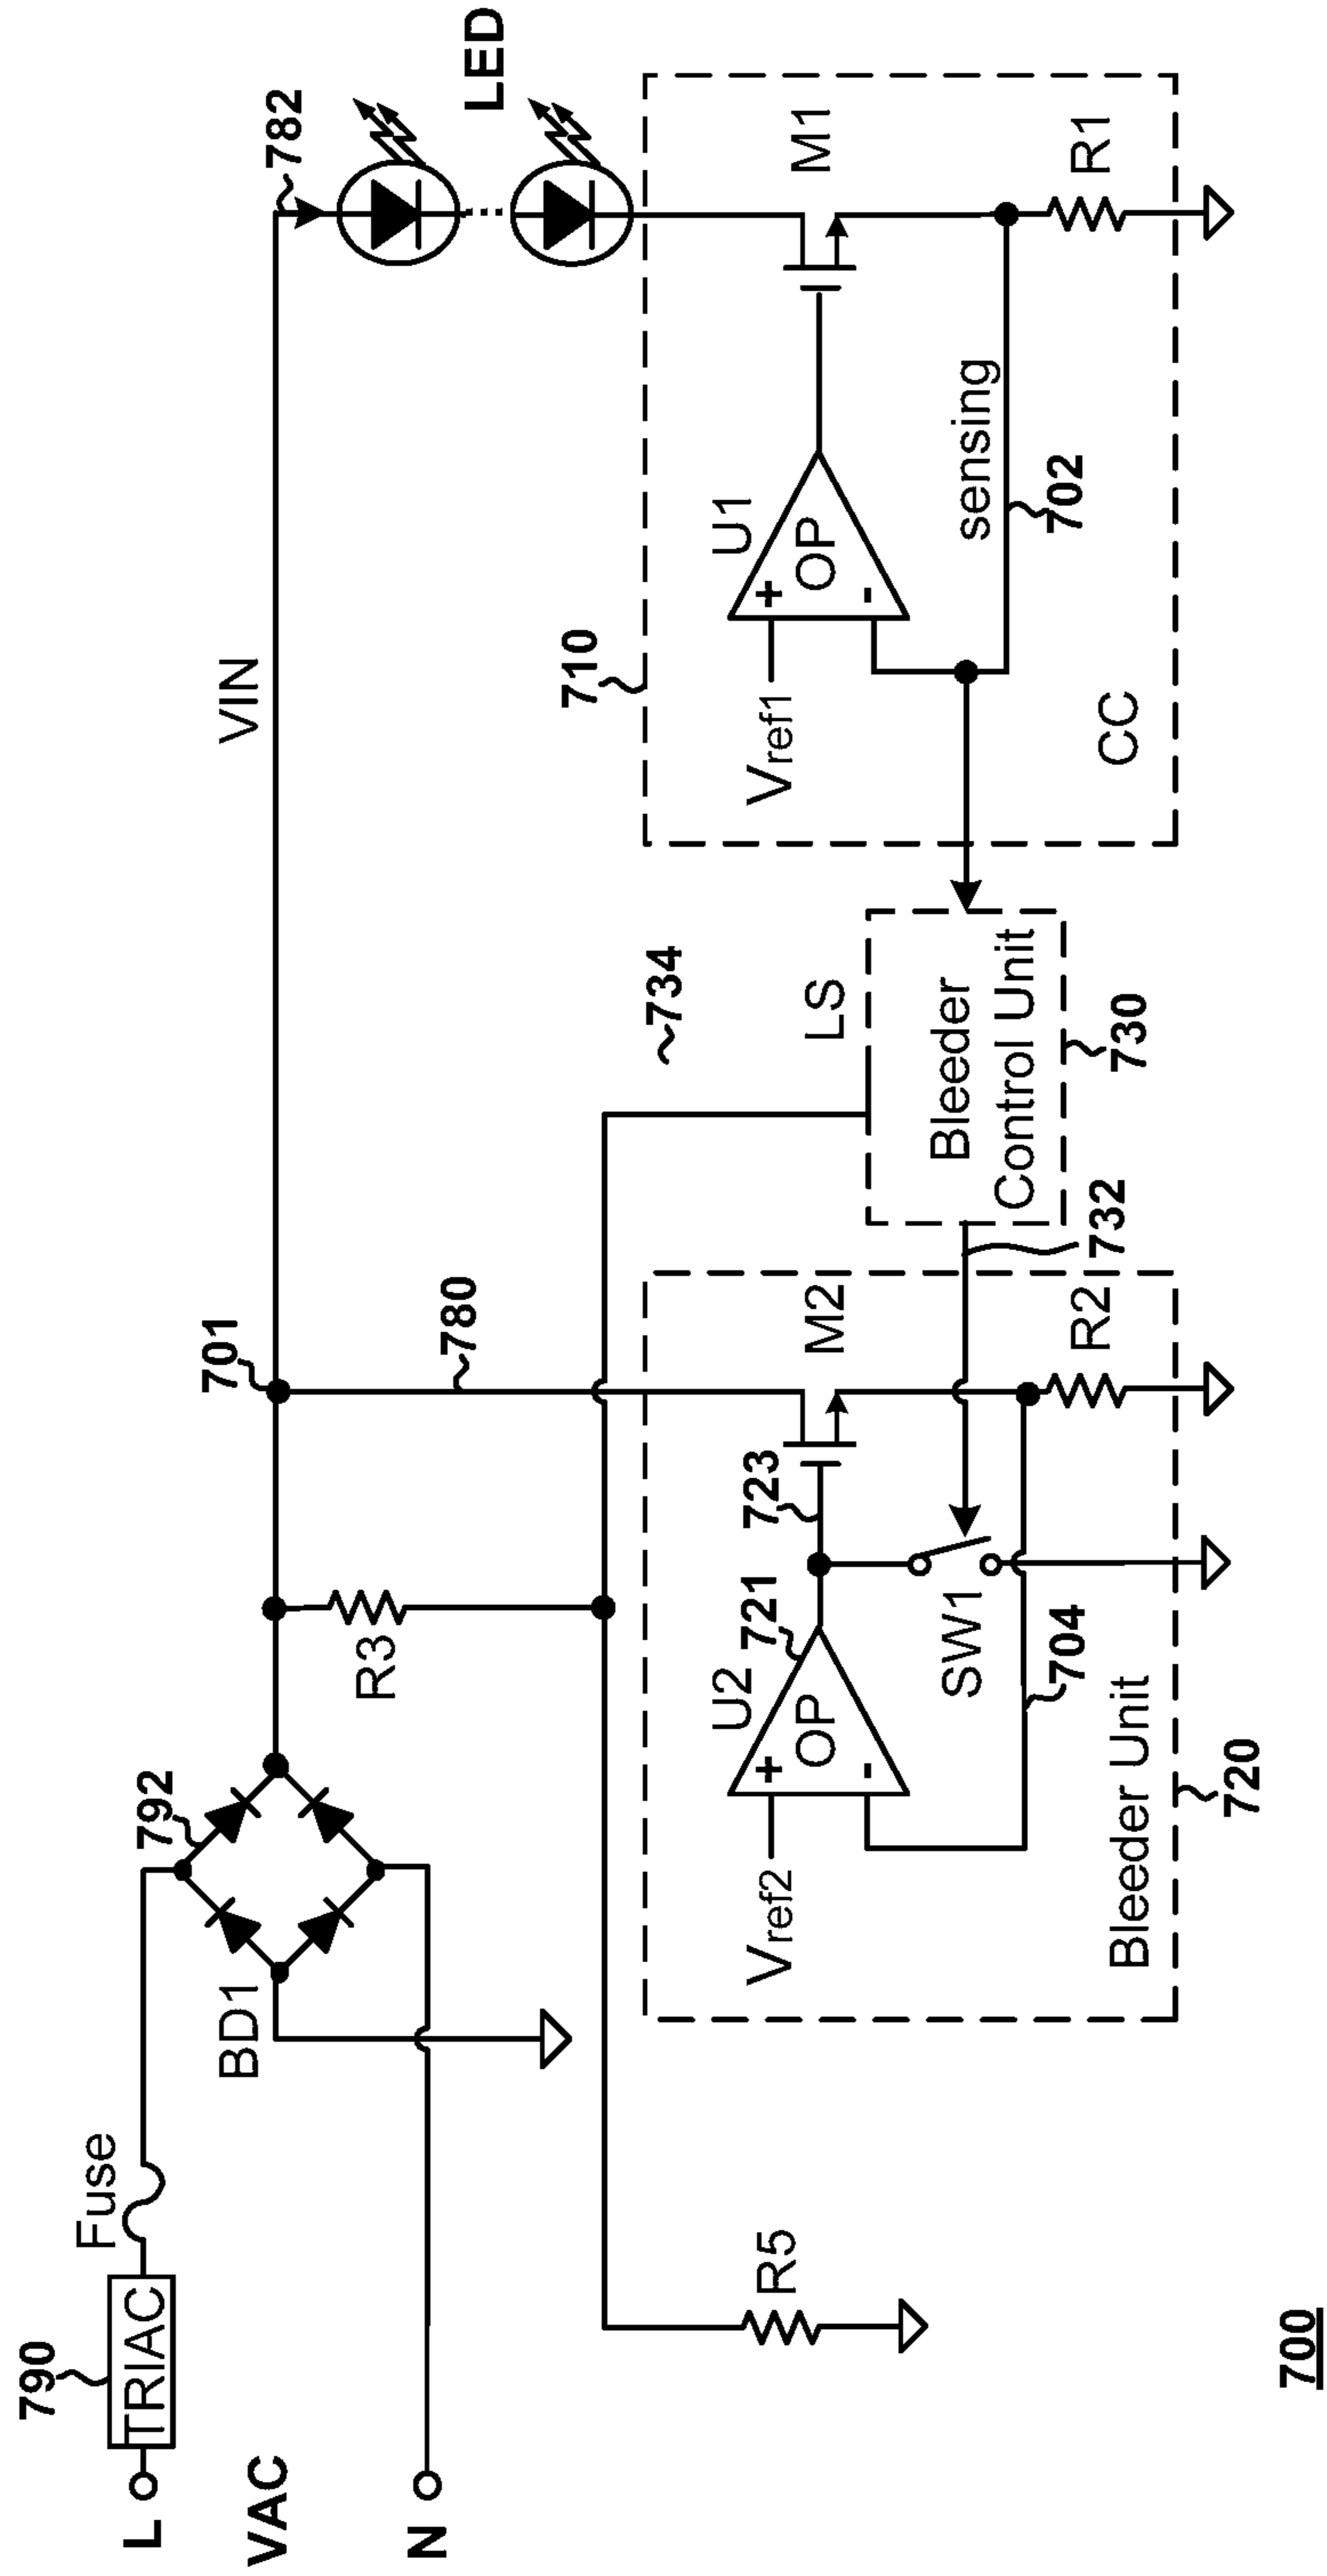 790
TRIAC
Fuse
L
VAC
N
792
BD1
R3
701
VIN
782
LED
780
734
R5
LS
Bleeder
Control Unit
730
732
710
U1
OP
+
-
Vref1
M1
sensing
702
R1
CC
U2
721
OP
+
-
Vref2
723
M2
SW1
704
R2
Bleeder Unit
720
700